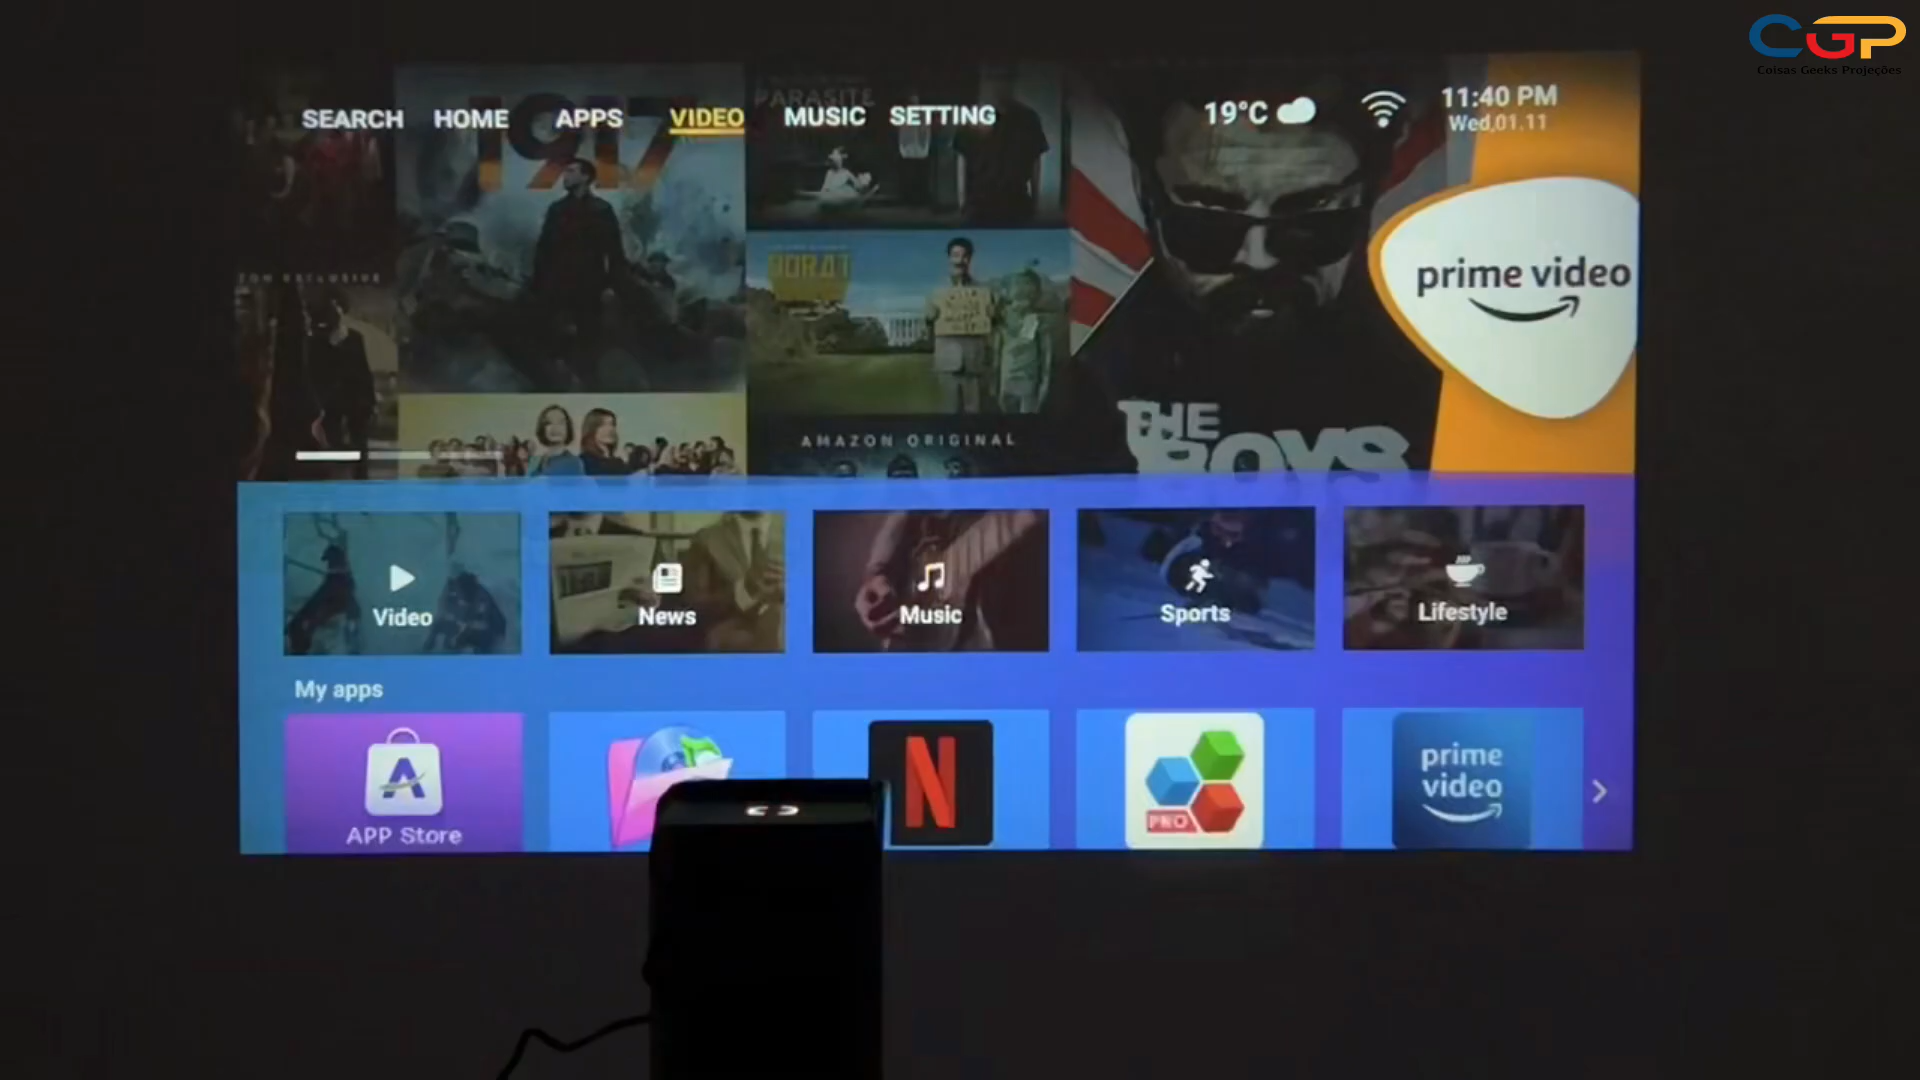 CGP
Coisas Geeks Projeções
SEARCH HOME APPS VIDEO MUSIC SETTING 19°C 11:40 PM
Wed,01.11
1917
PARASITE
prime video
BORAT
AMAZON ORIGINAL
THE
BOYS
Video News Music Sports Lifestyle
My apps
APP Store
N
PRO
prime
video